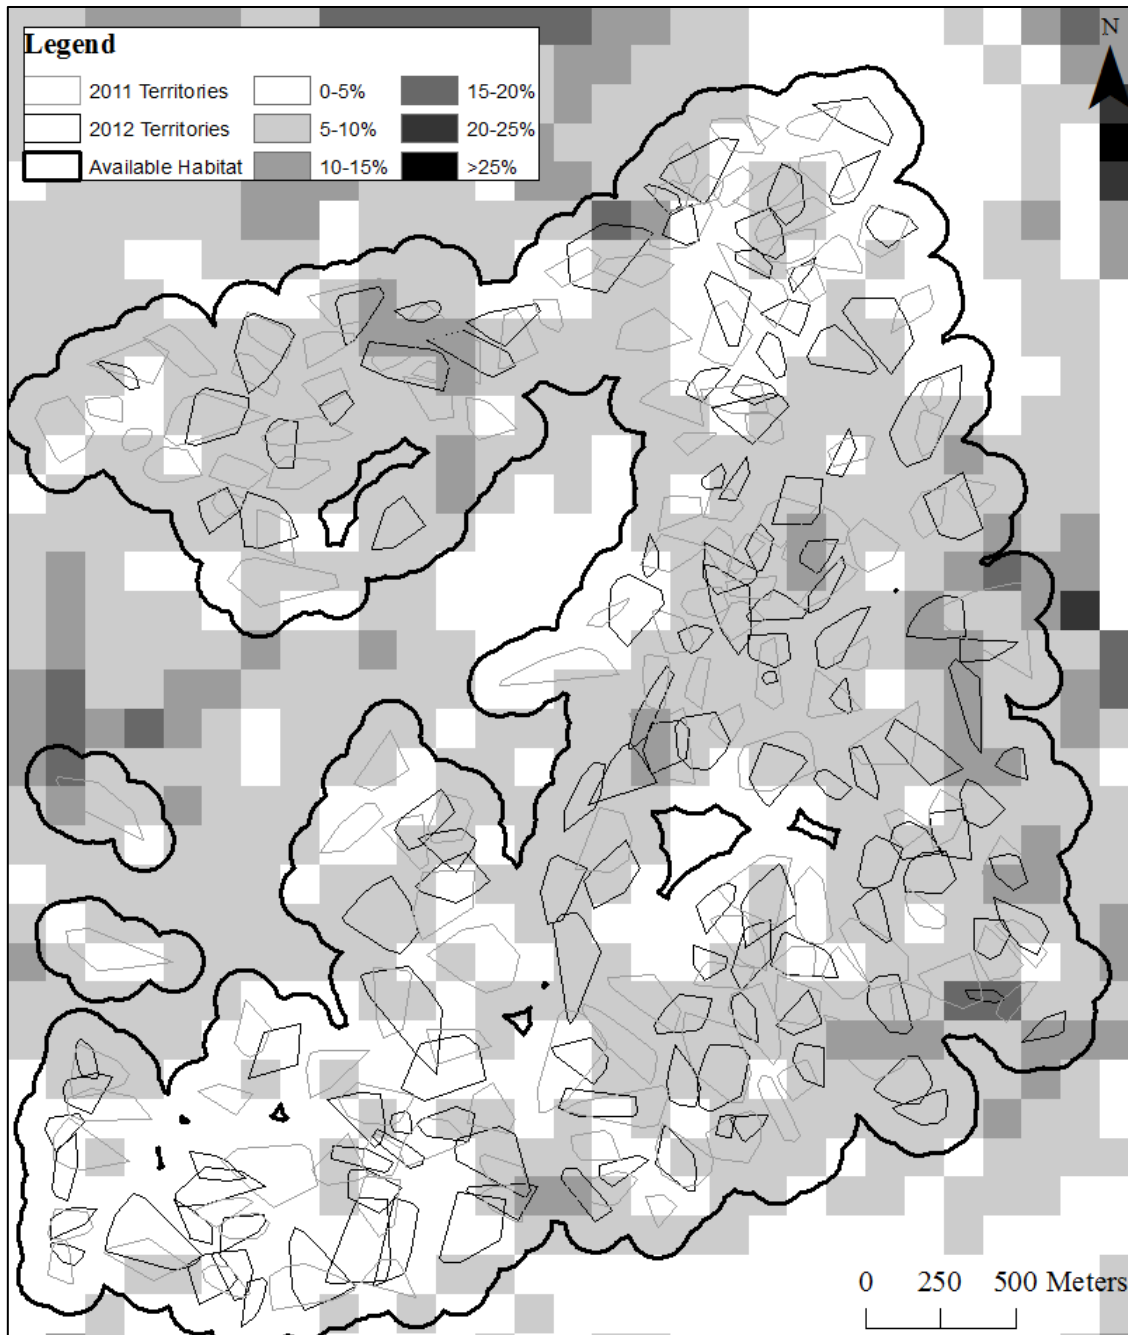 Legend
2011 Territories 0-5% 15-20%
2012 Territories 5-10% 20-25%
Available Habitat 10-15% >25%
N
0 250 500 Meters